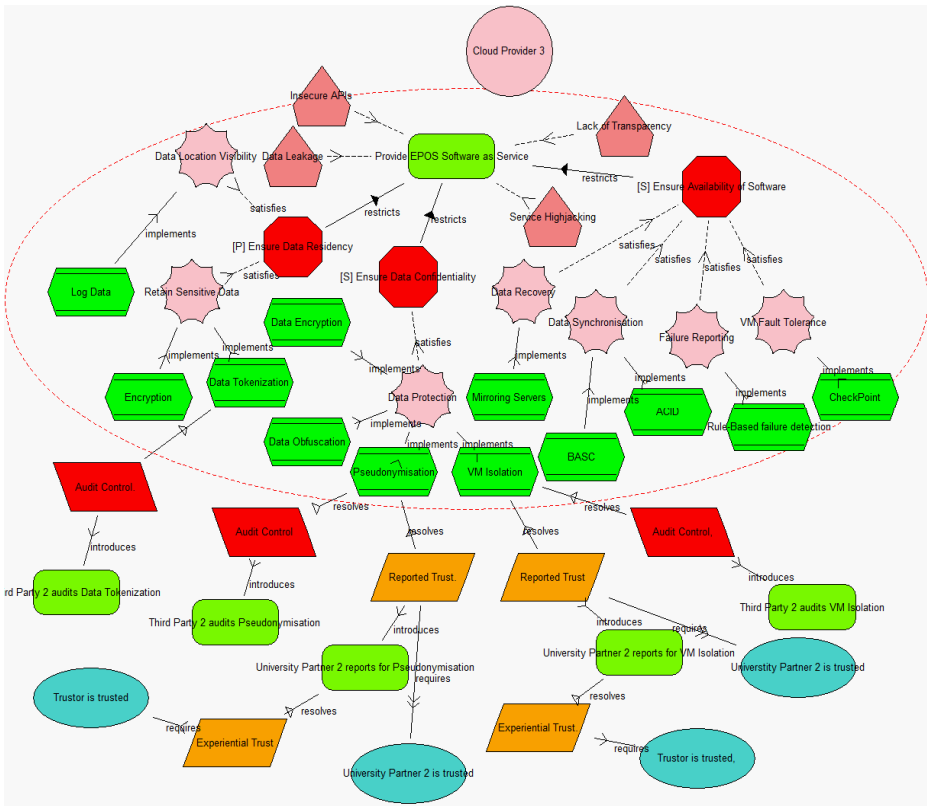 Cloud Provider 3
Insecure APIs
Lack of Transparency
Data Location Visibility
Data Leakage
Provide EPOS Software as Service
restricts
[S] Ensure Availability of Software
satisfies
restricts
restricts
Service Highjacking
implements
[P] Ensure Data Residency
satisfies
satisfies
satisfies
satisfies
satisfies
[S] Ensure Data Confidentiality
Log Data
Retain Sensitive Data
Data Recovery
Data Encryption
Data Synchronisation
VM Fault Tolerance
Failure Reporting
satisfies
implements
implements
implements
implements
implements
Data Tokenization
implements
implements
Encryption
Data Protection
Mirroring Servers
CheckPoint
implements
implements
ACID
Rule-Based failure detection
Data Obfuscation
implements
implements
BASC
Pseudonymisation
VM Isolation
Audit Control.
resolves
resolves
Audit Control
resolves
resolves
Audit Control,
introduces
Reported Trust.
Reported Trust
introduces
introduces
rd Party 2 audits Data Tokenization
Third Party 2 audits Pseudonymisation
Third Party 2 audits VM Isolation
introduces
introduces
requires
University Partner 2 reports for Pseudonymisation
University Partner 2 reports for VM Isolation
requires
Universtity Partner 2 is trusted
Trustor is trusted
resolves
resolves
requires
Experiential Trust
Experiential Trust.
requires
University Partner 2 is trusted
Trustor is trusted,